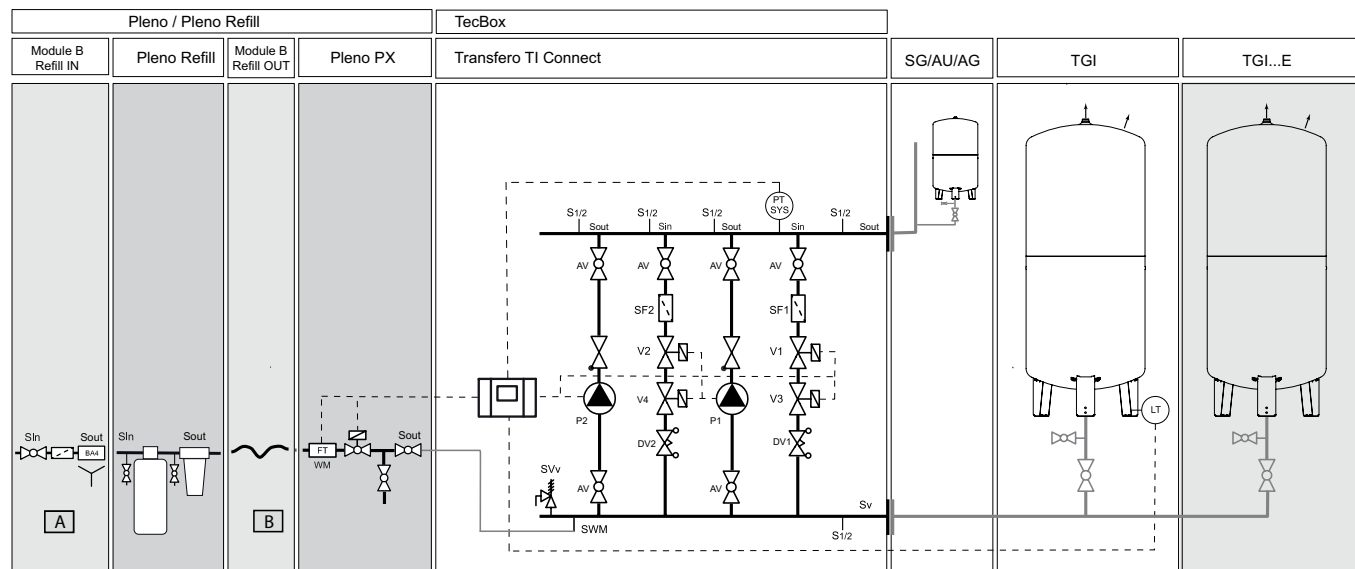 Pleno / Pleno Refill
TecBox
Module B
Refill IN
Pleno Refill
Module B
Refill OUT
Pleno PX
Transfero TI Connect
SG/AU/AG
TGI
TGI...E
PT
SYS
S1/2
S1/2
S1/2
S1/2
Sout
Sin
Sout
Sin
Sout
AV
AV
AV
AV
SF2
SF1
V2
V1
V4
V3
P2
P1
LT
DV2
DV1
SIn
Sout
SIn
Sout
Sout
BA4
FT
WM
SVv
AV
AV
Sv
A
B
SWM
S1/2